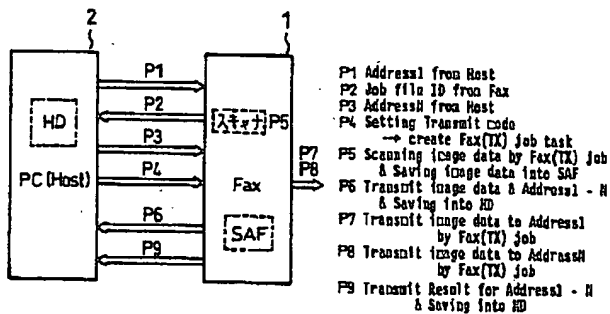 2
1
P1
P2
P3
P4
P6
P9
HD
PC(Host)
スキャナ P5
Fax
SAF
P7
P8
P1 Address1 from Host
P2 Job file ID from Fax
P3 AddressN from Host
P4 Setting Transmit mode
→ create Fax(TX) job task
P5 Scanning image data by Fax(TX) job
& Saving image data into SAF
P6 Transmit image data & Address1 - N
& Saving into HD
P7 Transmit image data to Address1
by Fax(TX) job
P8 Transmit image data to AddressN
by Fax(TX) job
P9 Transmit Result for Address1 - N
& Saving into HD